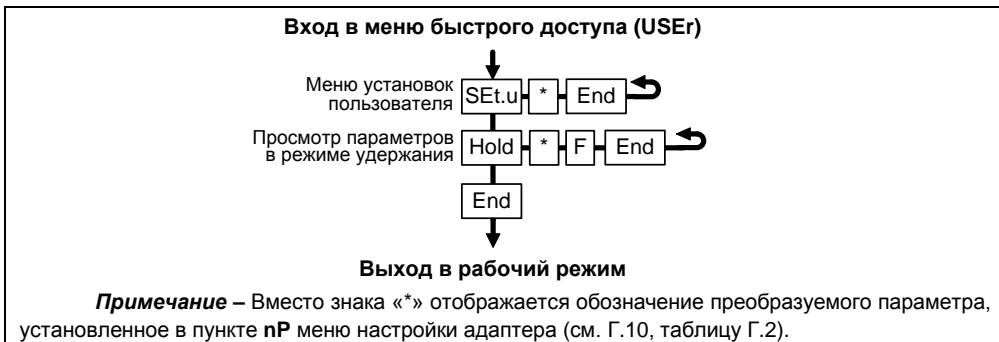 Вход в меню быстрого доступа (USEr)
Меню установок
пользователя
SEt.u * End
Просмотр параметров
в режиме удержания
Hold * F End
End
Выход в рабочий режим
Примечание – Вместо знака «*» отображается обозначение преобразуемого параметра,
установленное в пункте nP меню настройки адаптера (см. Г.10, таблицу Г.2).